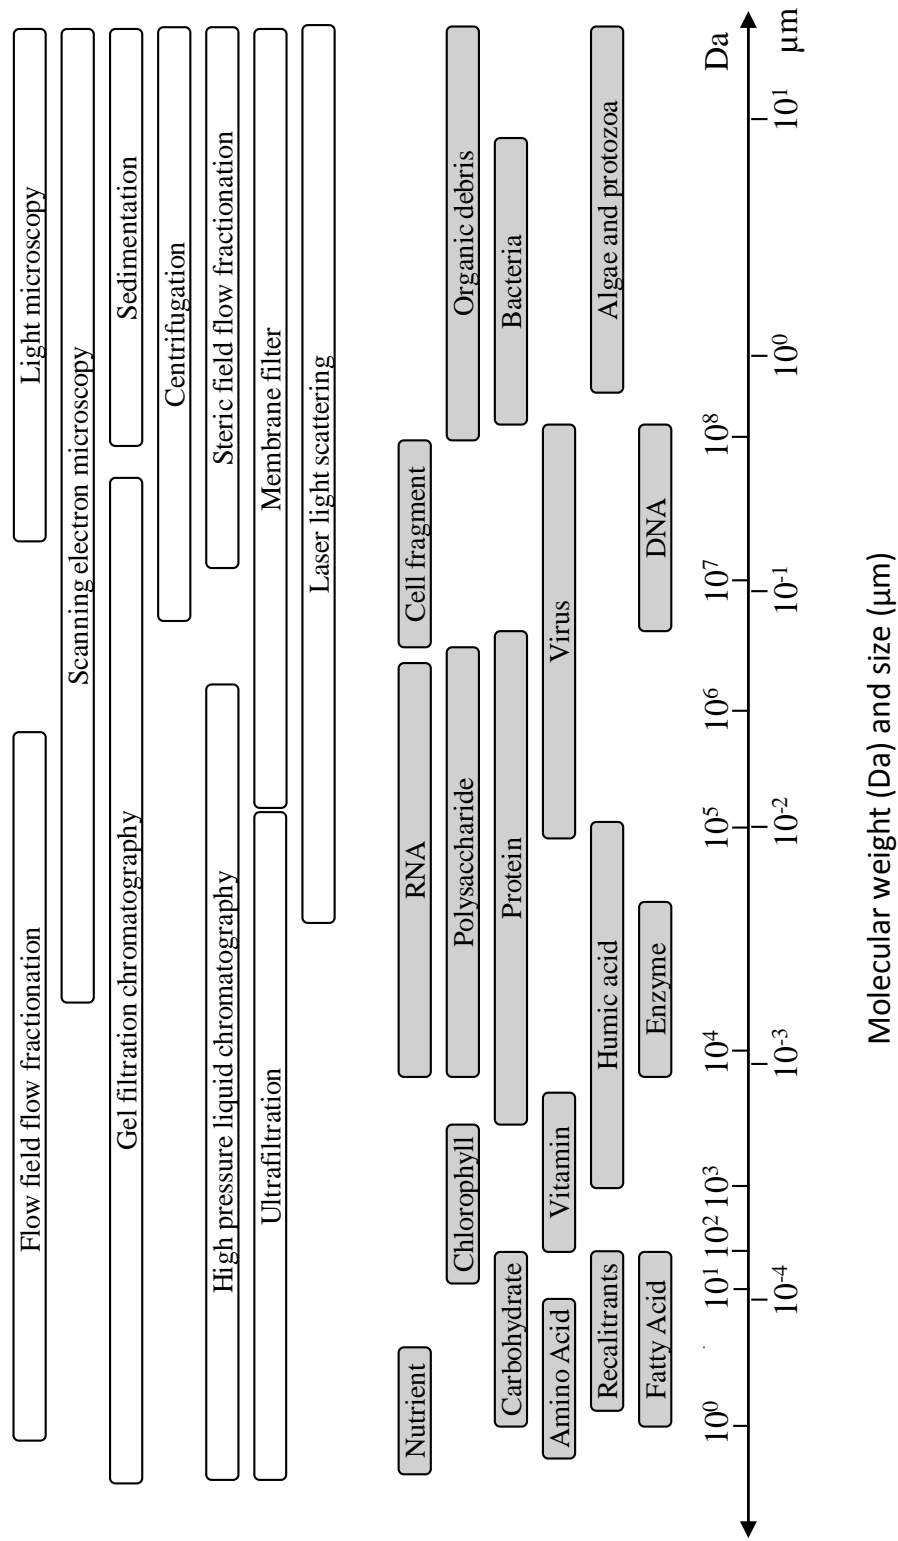 Light microscopy
Flow field flow fractionation
Scanning electron microscopy
Sedimentation
Gel filtration chromatography
Centrifugation
Steric field flow fractionation
High pressure liquid chromatography
Membrane filter
Ultrafiltration
Laser light scattering
Nutrient
RNA
Cell fragment
Chlorophyll
Polysaccharide
Organic debris
Carbohydrate
Protein
Bacteria
Amino Acid
Vitamin
Virus
Recalitrants
Humic acid
Algae and protozoa
Fatty Acid
Enzyme
DNA
10⁰ 10¹ 10² 10³ 10⁴ 10⁵ 10⁶ 10⁷ 10⁸ Da
10⁻⁴ 10⁻³ 10⁻² 10⁻¹ 10⁰ 10¹ µm
Molecular weight (Da) and size (µm)